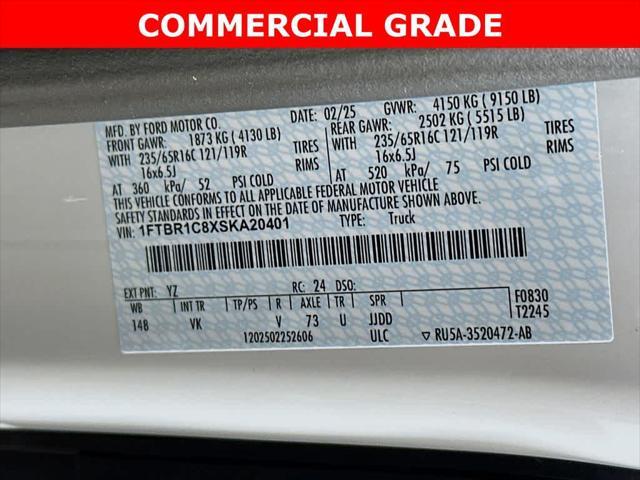 COMMERCIAL GRADE
MFD. BY FORD MOTOR CO. DATE: 02/25 GVWR: 4150 KG ( 9150 LB)
FRONT GAWR: 1873 KG ( 4130 LB) REAR GAWR: 2502 KG ( 5515 LB)
WITH 235/65R16C 121/119R TIRES WITH 235/65R16C 121/119R TIRES
16x6.5J RIMS 16x6.5J RIMS
AT 360 kPa/ 52 PSI COLD AT 520 kPa/ 75 PSI COLD
THIS VEHICLE CONFORMS TO ALL APPLICABLE FEDERAL MOTOR VEHICLE
SAFETY STANDARDS IN EFFECT ON THE DATE OF MANUFACTURE SHOWN ABOVE.
VIN: 1FTBR1C8XSKA20401 TYPE: Truck
EXT PNT: YZ RC: 24 DSO: F0830
WB INT TR TP/PS R AXLE TR SPR T2245
148 VK V 73 U JJDD
1202502252606 ULC ▽ RU5A-3520472-AB